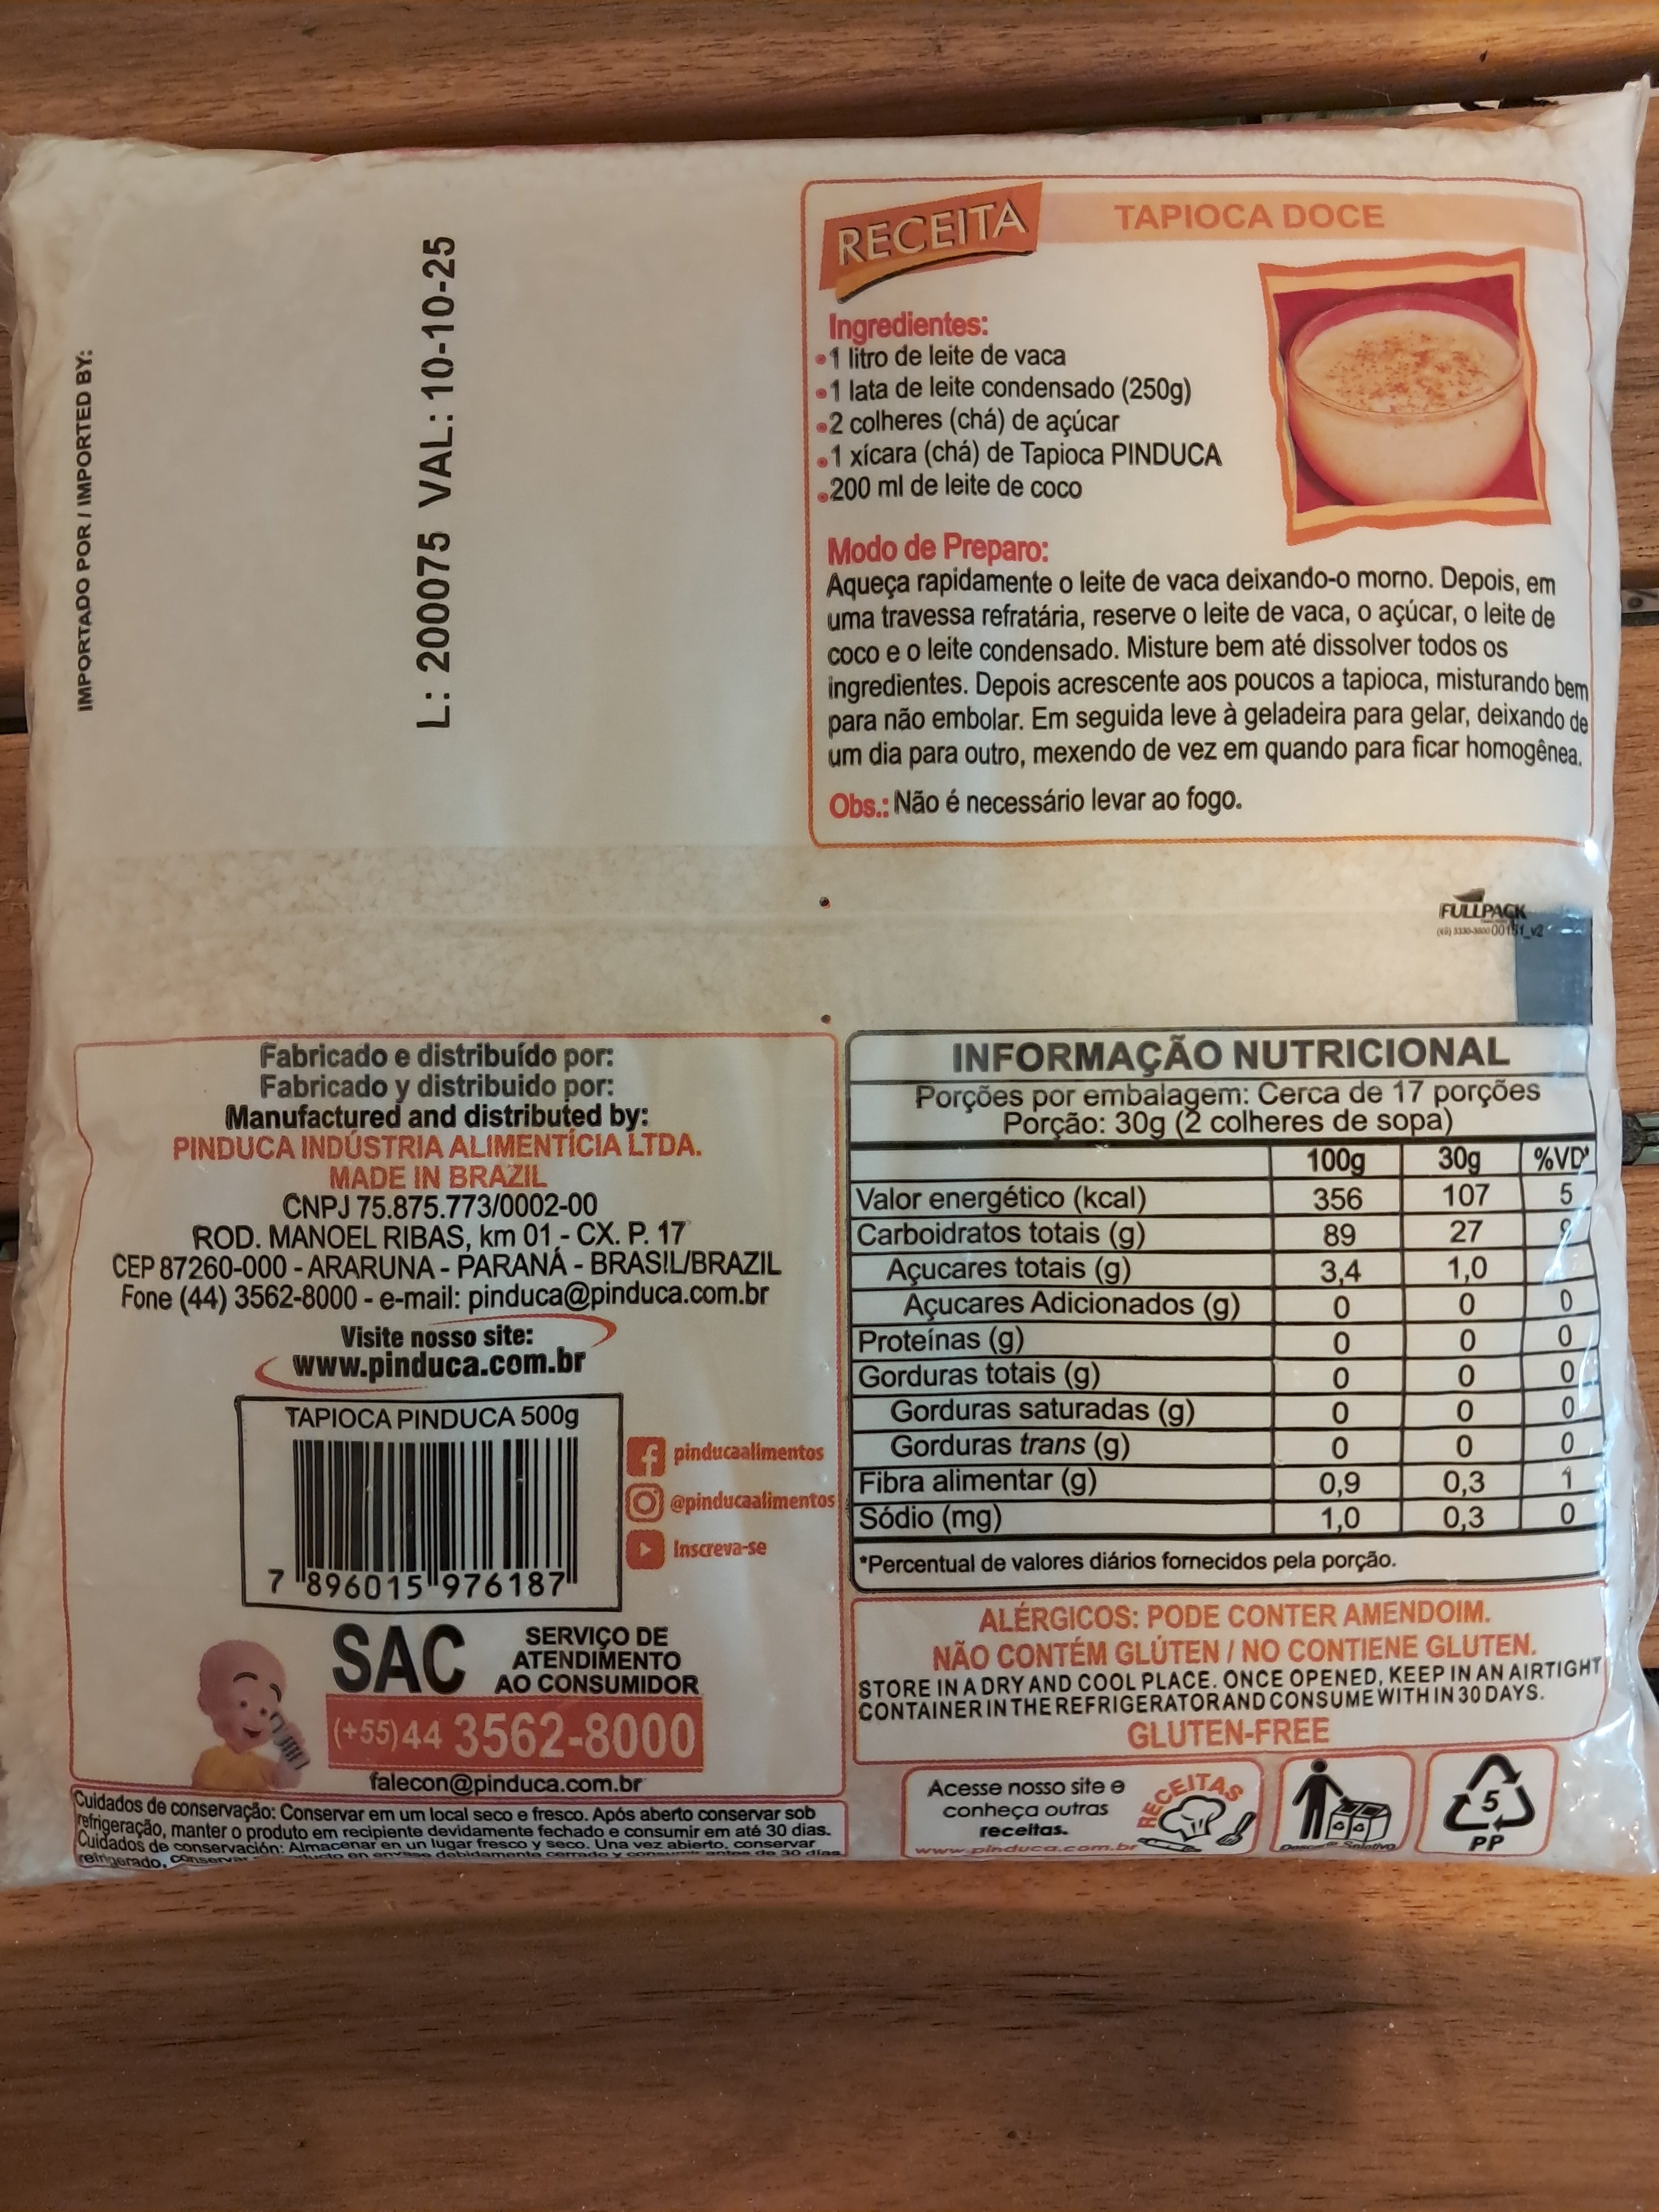 IMPORTADO POR / IMPORTED BY:
L: 200075 VAL: 10-10-25
RECEITA
TAPIOCA DOCE
Ingredientes:
•1 litro de leite de vaca
•1 lata de leite condensado (250g)
•2 colheres (chá) de açúcar
•1 xícara (chá) de Tapioca PINDUCA
•200 ml de leite de coco
Modo de Preparo:
Aqueça rapidamente o leite de vaca deixando-o morno. Depois, em
uma travessa refratária, reserve o leite de vaca, o açúcar, o leite de
coco e o leite condensado. Misture bem até dissolver todos os
ingredientes. Depois acrescente aos poucos a tapioca, misturando bem
para não embolar. Em seguida leve à geladeira para gelar, deixando de
um dia para outro, mexendo de vez em quando para ficar homogênea.
Obs.: Não é necessário levar ao fogo.
FULLPACK
Fabricado e distribuído por:
Fabricado y distribuido por:
Manufactured and distributed by:
PINDUCA INDÚSTRIA ALIMENTÍCIA LTDA.
MADE IN BRAZIL
CNPJ 75.875.773/0002-00
ROD. MANOEL RIBAS, km 01 - CX. P. 17
CEP 87260-000 - ARARUNA - PARANÁ - BRASIL/BRAZIL
Fone (44) 3562-8000 - e-mail: pinduca@pinduca.com.br
Visite nosso site:
www.pinduca.com.br
TAPIOCA PINDUCA 500g
7 896015 976187
pinducaalimentos
@pinducaalimentos
Inscreva-se
SAC
SERVIÇO DE
ATENDIMENTO
AO CONSUMIDOR
(+55)44 3562-8000
falecon@pinduca.com.br
Cuidados de conservação: Conservar em um local seco e fresco. Após aberto conservar sob
refrigeração, manter o produto em recipiente devidamente fechado e consumir em até 30 dias.
Cuidados de conservación: Almacenar en un lugar fresco y seco. Una vez abierto, conservar
refrigerado, en envase debidamente cerrado y consumir antes de 30 días.
INFORMAÇÃO NUTRICIONAL
Porções por embalagem: Cerca de 17 porções
Porção: 30g (2 colheres de sopa)
100g 30g %VD*
Valor energético (kcal) 356 107 5
Carboidratos totais (g) 89 27 9
Açucares totais (g) 3,4 1,0
Açucares Adicionados (g) 0 0 0
Proteínas (g) 0 0 0
Gorduras totais (g) 0 0 0
Gorduras saturadas (g) 0 0 0
Gorduras trans (g) 0 0 0
Fibra alimentar (g) 0,9 0,3 1
Sódio (mg) 1,0 0,3 0
*Percentual de valores diários fornecidos pela porção.
ALÉRGICOS: PODE CONTER AMENDOIM.
NÃO CONTÉM GLÚTEN / NO CONTIENE GLUTEN.
STORE IN A DRY AND COOL PLACE. ONCE OPENED, KEEP IN AN AIRTIGHT
CONTAINER IN THE REFRIGERATOR AND CONSUME WITH IN 30 DAYS.
GLUTEN-FREE
Acesse nosso site e
conheça outras
receitas.
www.pinduca.com.br
RECEITAS
5
PP